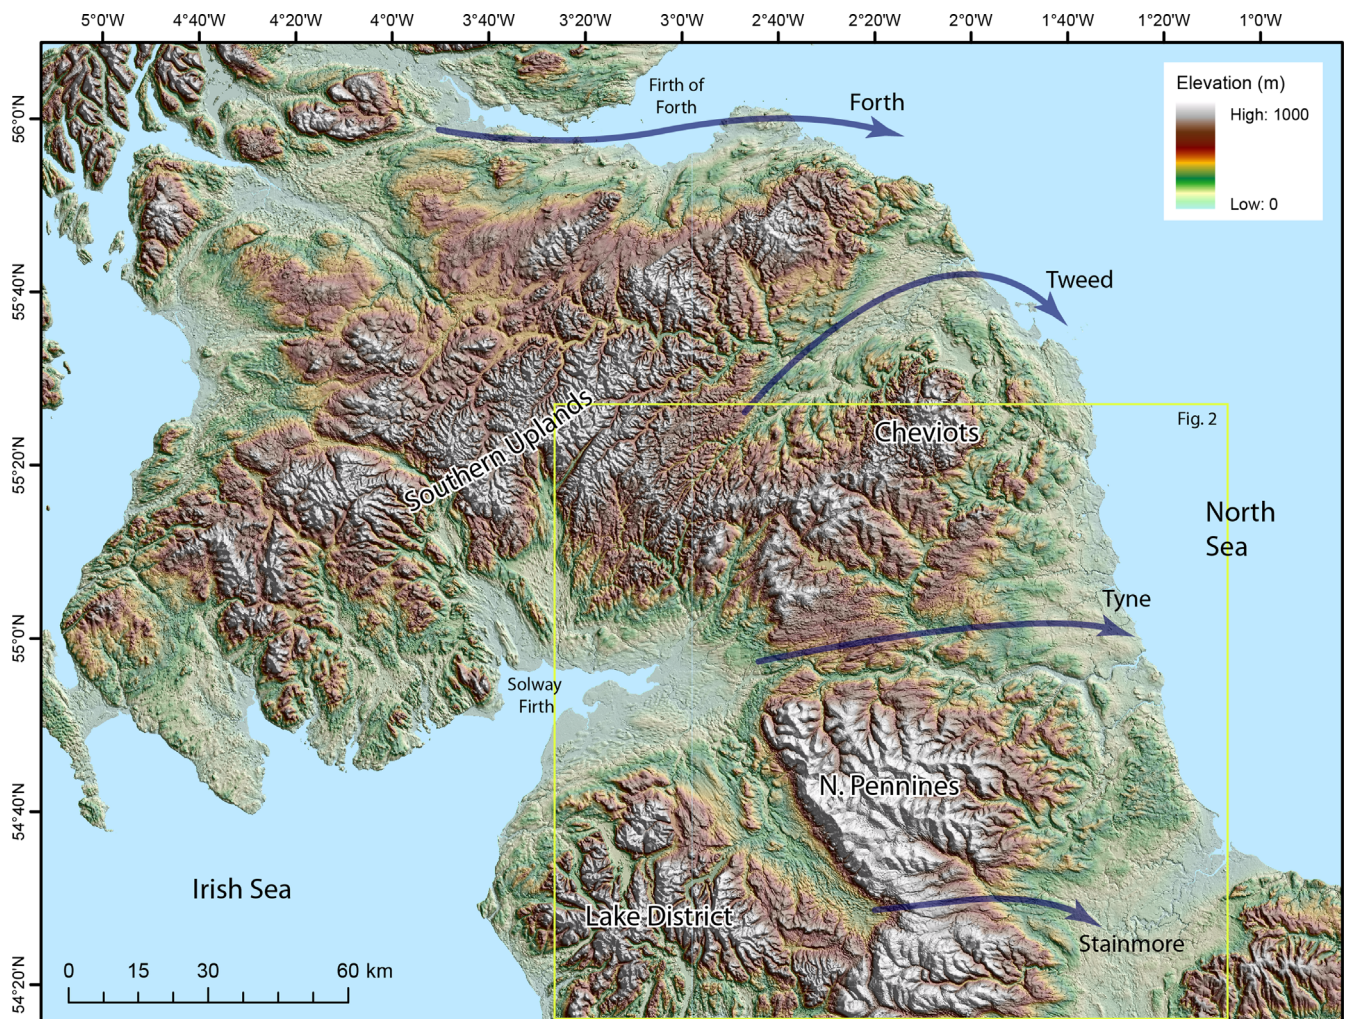 5°0'W
4°40'W
4°20'W
4°0'W
3°40'W
3°20'W
3°0'W
2°40'W
2°20'W
2°0'W
1°40'W
1°20'W
1°0'W
56°0'N
55°40'N
55°20'N
55°0'N
54°40'N
54°20'N
Elevation (m)
High: 1000
Low: 0
Firth of
Forth
Forth
Tweed
Fig. 2
Cheviots
Southern Uplands
North
Sea
Tyne
Solway
Firth
N. Pennines
Irish Sea
Lake District
Stainmore
0
15
30
60 km